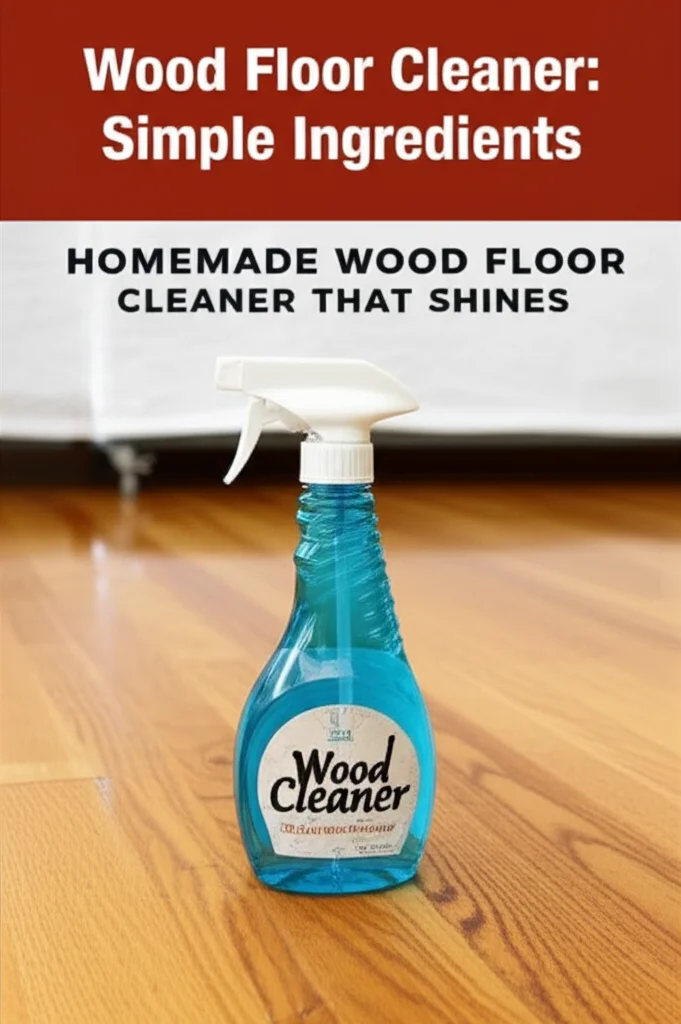 Wood Floor Cleaner:
Simple Ingredients
HOMEMADE WOOD FLOOR
CLEANER THAT SHINES
Wood
Cleaner